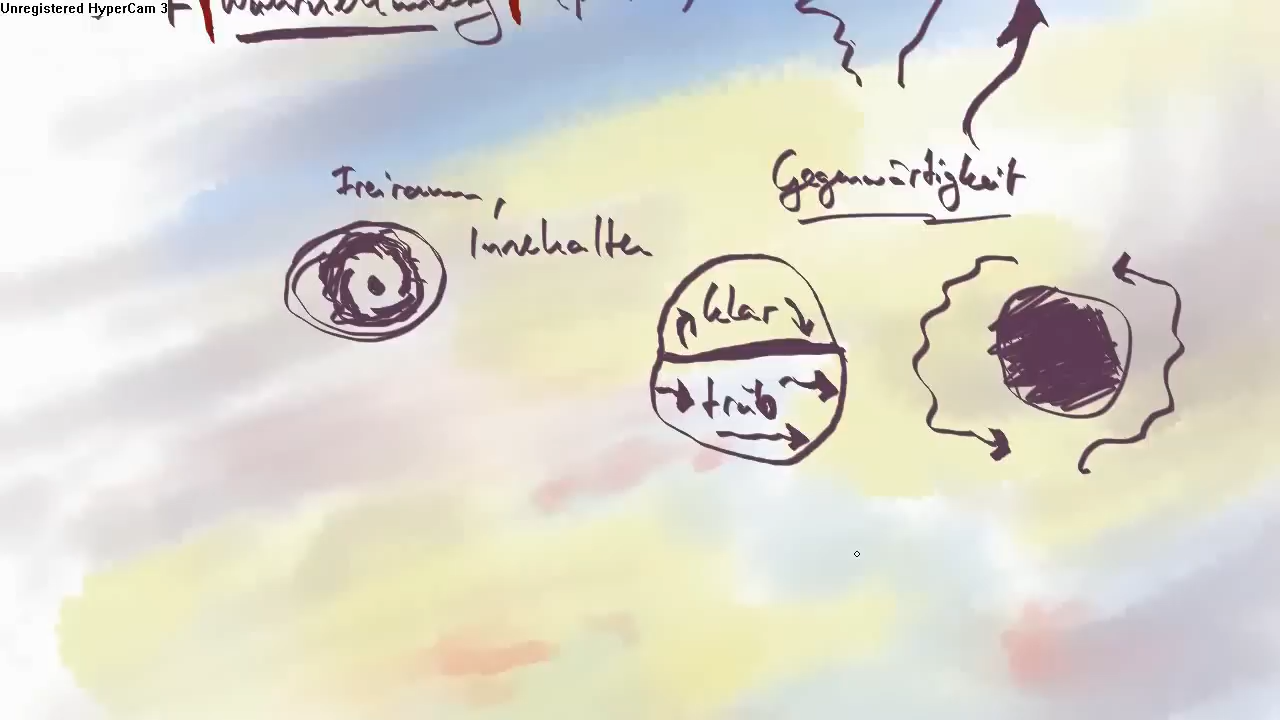 Unregistered HyperCam 3
Freiraum,
Innehalten
Gegenwärtigkeit
klar
trüb